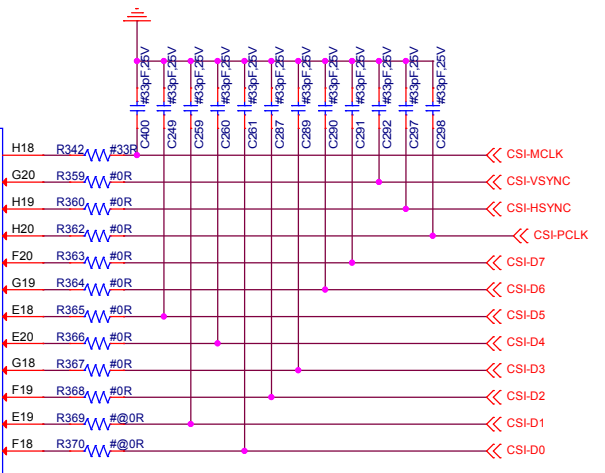 #33pF,25V #33pF,25V #33pF,25V #33pF,25V #33pF,25V #33pF,25V #33pF,25V #33pF,25V #33pF,25V #33pF,25V #33pF,25V #33pF,25V
C400 C249 C259 C260 C261 C287 C289 C290 C291 C292 C297 C298
H18 R342 #33R CSI-MCLK
G20 R359 #0R CSI-VSYNC
H19 R360 #0R CSI-HSYNC
H20 R362 #0R CSI-PCLK
F20 R363 #0R CSI-D7
G19 R364 #0R CSI-D6
E18 R365 #0R CSI-D5
E20 R366 #0R CSI-D4
G18 R367 #0R CSI-D3
F19 R368 #0R CSI-D2
E19 R369 #@0R CSI-D1
F18 R370 #@0R CSI-D0